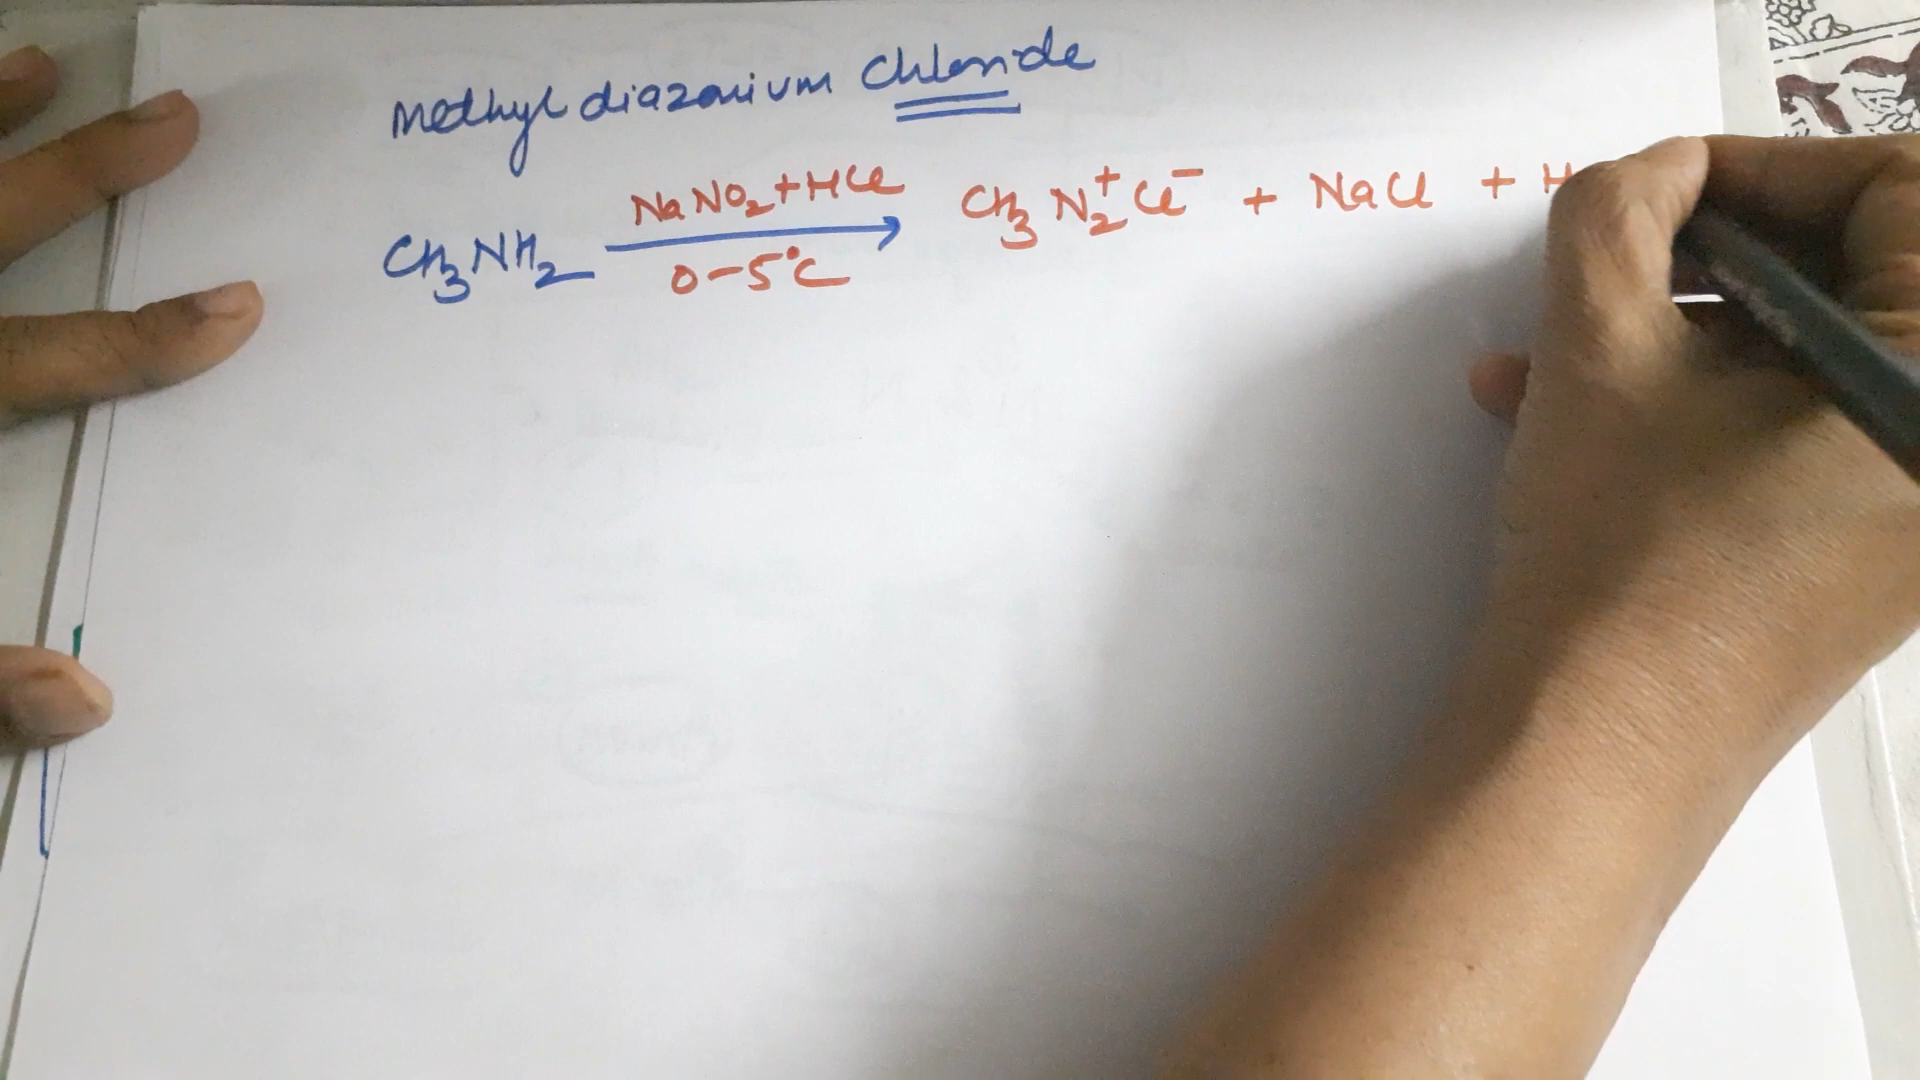 Methyl diazonium Chloride
CH3NH2 NaNO2+HCl 0-5°C CH3N2+Cl- + NaCl + H